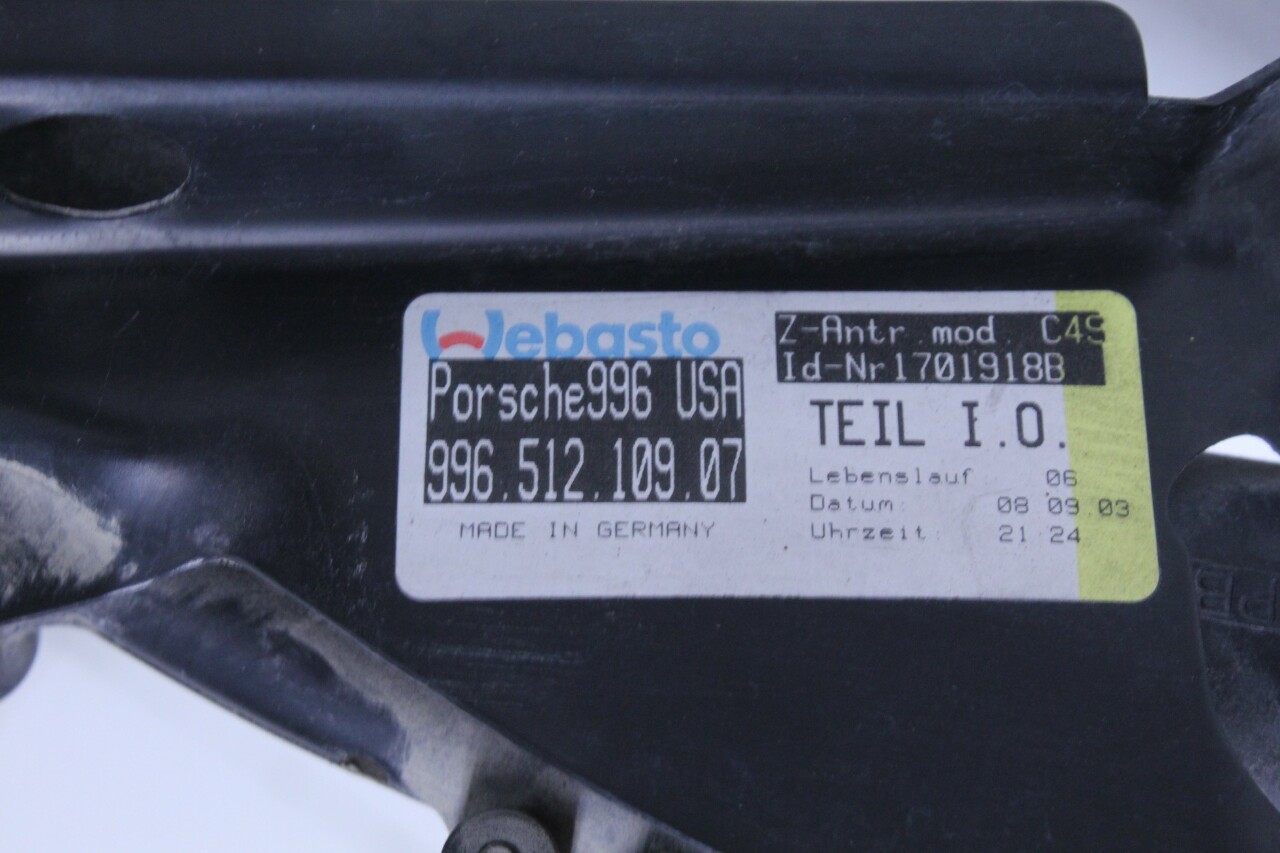 Webasto
Porsche996 USA
996.512.109.07
MADE IN GERMANY
Z-Antr.mod. C4S
Id-Nr1701918B
TEIL I.O.
Lebenslauf 06
Datum: 08.09.03
Uhrzeit: 21:24